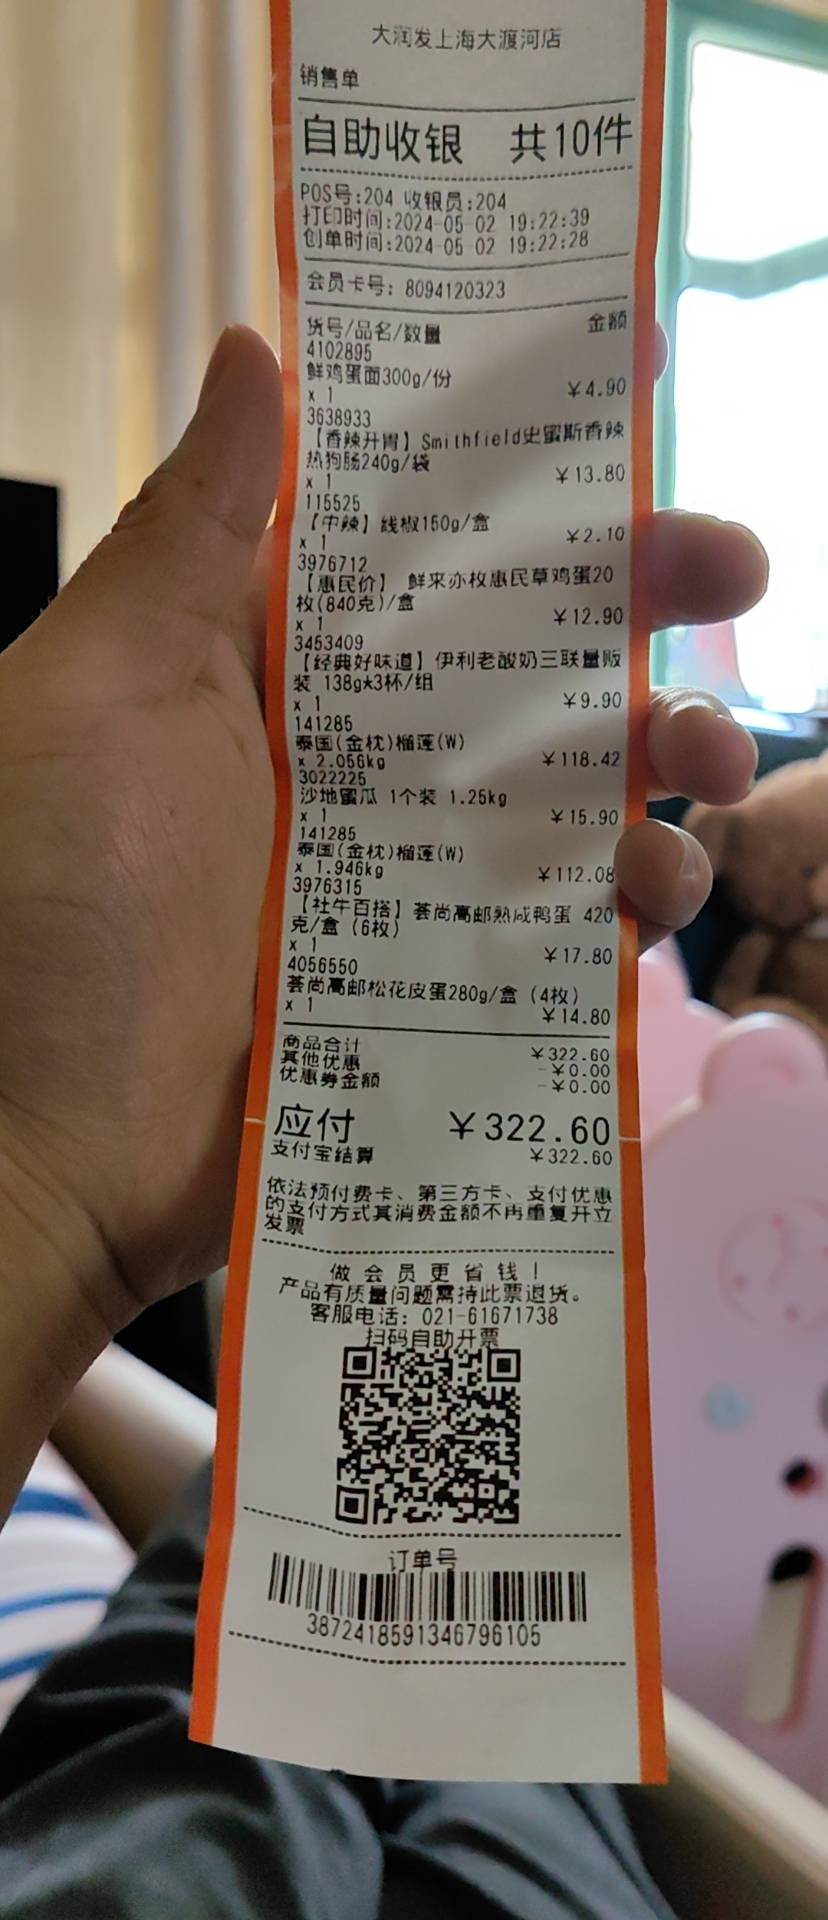 大润发上海大渡河店
销售单
自助收银 共10件
POS号:204 收银员:204
打印时间:2024-05-02 19:22:39
创单时间:2024-05-02 19:22:28
会员卡号: 8094120323
货号/品名/数量 金额
4102895
鲜鸡蛋面300g/份
x 1 ¥4.90
3638933
【香辣开胃】Smithfield史蜜斯香辣
热狗肠240g/袋
x 1 ¥13.80
115525
【中辣】线椒150g/盒
x 1 ¥2.10
3976712
【惠民价】 鲜来亦枚惠民草鸡蛋20
枚(840克)/盒
x 1 ¥12.90
3453409
【经典好味道】伊利老酸奶三联量贩
装 138g*3杯/组
x 1 ¥9.90
141285
泰国(金枕)榴莲(W)
x 2.056kg ¥118.42
3022225
沙地蜜瓜 1个装 1.25kg
x 1 ¥15.90
141285
泰国(金枕)榴莲(W)
x 1.946kg ¥112.08
3976315
【社牛百搭】荟尚高邮熟咸鸭蛋 420
克/盒 (6枚)
x 1 ¥17.80
4056550
荟尚高邮松花皮蛋280g/盒 (4枚)
x 1 ¥14.80
商品合计 ¥322.60
其他优惠 -¥0.00
优惠券金额 -¥0.00
应付 ¥322.60
支付宝结算 ¥322.60
依法预付费卡、第三方卡、支付优惠
的支付方式其消费金额不再重复开立
发票
做会员更省钱！
产品有质量问题需持此票退货。
客服电话: 021-61671738
扫码自助开票
订单号
3872418591346796105